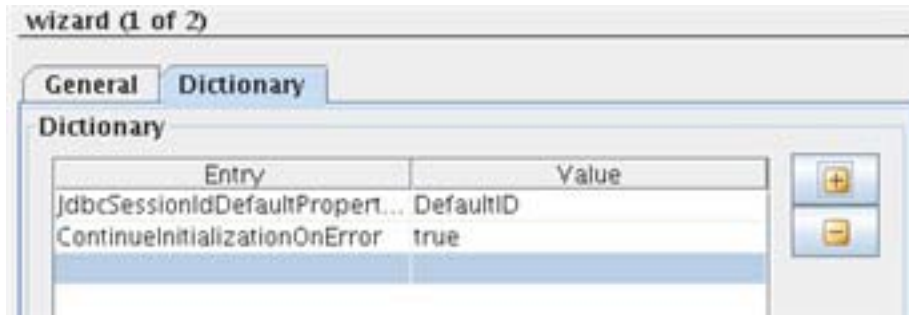 wizard (1 of 2)
General Dictionary
Dictionary
Entry Value
JdbcSessionIdDefaultPropert... DefaultID
ContinueInitializationOnError true